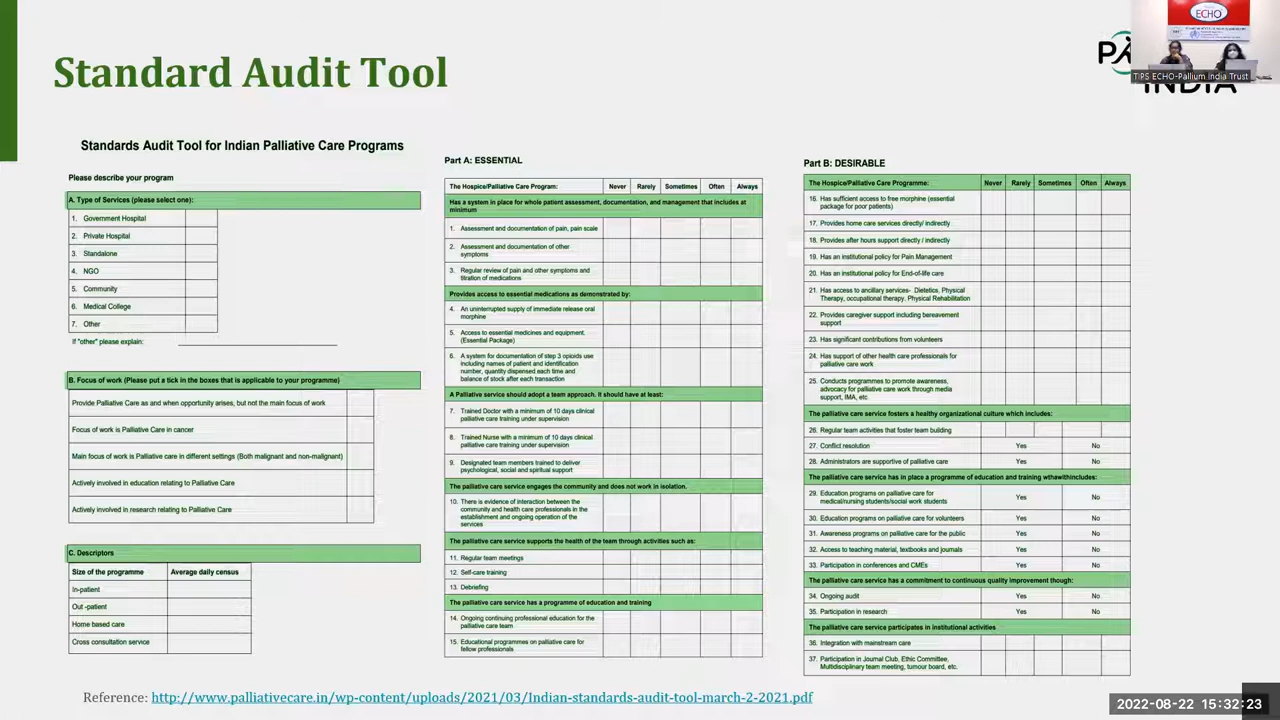 Standard Audit Tool
ECHO
TIPS ECHO-Pallium India Trust
INDIA
Standards Audit Tool for Indian Palliative Care Programs
Please describe your program
A. Type of Services (please select one):
1. Government Hospital
2. Private Hospital
3. Standalone
4. NGO
5. Community
6. Medical College
7. Other
If "other" please explain:
B. Focus of work (Please put a tick in the boxes that is applicable to your programme)
Provide Palliative Care as and when opportunity arises, but not the main focus of work
Focus of work is Palliative Care in cancer
Main focus of work is Palliative care in different settings (Both malignant and non-malignant)
Actively involved in education relating to Palliative Care
Actively involved in research relating to Palliative Care
C. Descriptors
Size of the programme Average daily census
In-patient
Out -patient
Home based care
Cross consultation service
Part A: ESSENTIAL
The Hospice/Palliative Care Program: Never Rarely Sometimes Often Always
Has a system in place for whole patient assessment, documentation, and management that includes at
minimum
1. Assessment and documentation of pain, pain scale
2. Assessment and documentation of other
symptoms
3. Regular review of pain and other symptoms and
titration of medications
Provides access to essential medications as demonstrated by:
4. An uninterrupted supply of immediate release oral
morphine
5. Access to essential medicines and equipment.
(Essential Package)
6. A system for documentation of step 3 opioids use
including names of patient and identification
number, quantity dispensed each time and
balance of stock after each transaction
A Palliative service should adopt a team approach. It should have at least:
7. Trained Doctor with a minimum of 10 days clinical
palliative care training under supervision
8. Trained Nurse with a minimum of 10 days clinical
palliative care training under supervision
9. Designated team members trained to deliver
psychological, social and spiritual support
The palliative care service engages the community and does not work in isolation.
10. There is evidence of interaction between the
community and health care professionals in the
establishment and ongoing operation of the
services
The palliative care service supports the health of the team through activities such as:
11. Regular team meetings
12. Self-care training
13. Debriefing
The palliative care service has a programme of education and training
14. Ongoing continuing professional education for the
palliative care team
15. Educational programmes on palliative care for
fellow professionals
Part B: DESIRABLE
The Hospice/Palliative Care Programme: Never Rarely Sometimes Often Always
16. Has sufficient access to free morphine (essential
package for poor patients)
17. Provides home care services directly/ indirectly
18. Provides after hours support directly / indirectly
19. Has an institutional policy for Pain Management
20. Has an institutional policy for End-of-life care
21. Has access to ancillary services- Dietetics, Physical
Therapy, occupational therapy, Physical Rehabilitation
22. Provides caregiver support including bereavement
support
23. Has significant contributions from volunteers
24. Has support of other health care professionals for
palliative care work
25. Conducts programmes to promote awareness,
advocacy for palliative care work through media
support, IMA, etc
The palliative care service fosters a healthy organizational culture which includes:
26. Regular team activities that foster team building
27. Conflict resolution Yes No
28. Administrators are supportive of palliative care Yes No
The palliative care service has in place a programme of education and training wthawithincludes:
29. Education programs on palliative care for
medical/nursing students/social work students Yes No
30. Education programs on palliative care for volunteers Yes No
31. Awareness programs on palliative care for the public Yes No
32. Access to teaching material, textbooks and journals Yes No
33. Participation in conferences and CMEs Yes No
The palliative care service has a commitment to continuous quality improvement though:
34. Ongoing audit Yes No
35. Participation in research Yes No
The palliative care service participates in institutional activities
36. Integration with mainstream care
37. Participation in Journal Club, Ethic Committee,
Multidisciplinary team meeting, tumour board, etc.
Reference: http://www.palliativecare.in/wp-content/uploads/2021/03/Indian-standards-audit-tool-march-2-2021.pdf
2022-08-22 15:32:23